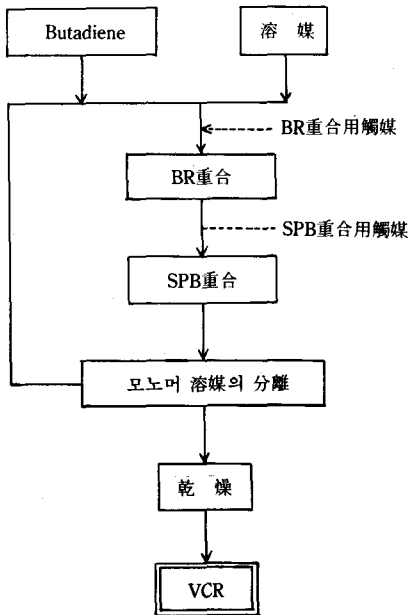 Butadiene
溶 媒
BR重合用觸媒
BR重合
SPB重合用觸媒
SPB重合
모노머 溶媒의 分離
乾 燥
VCR